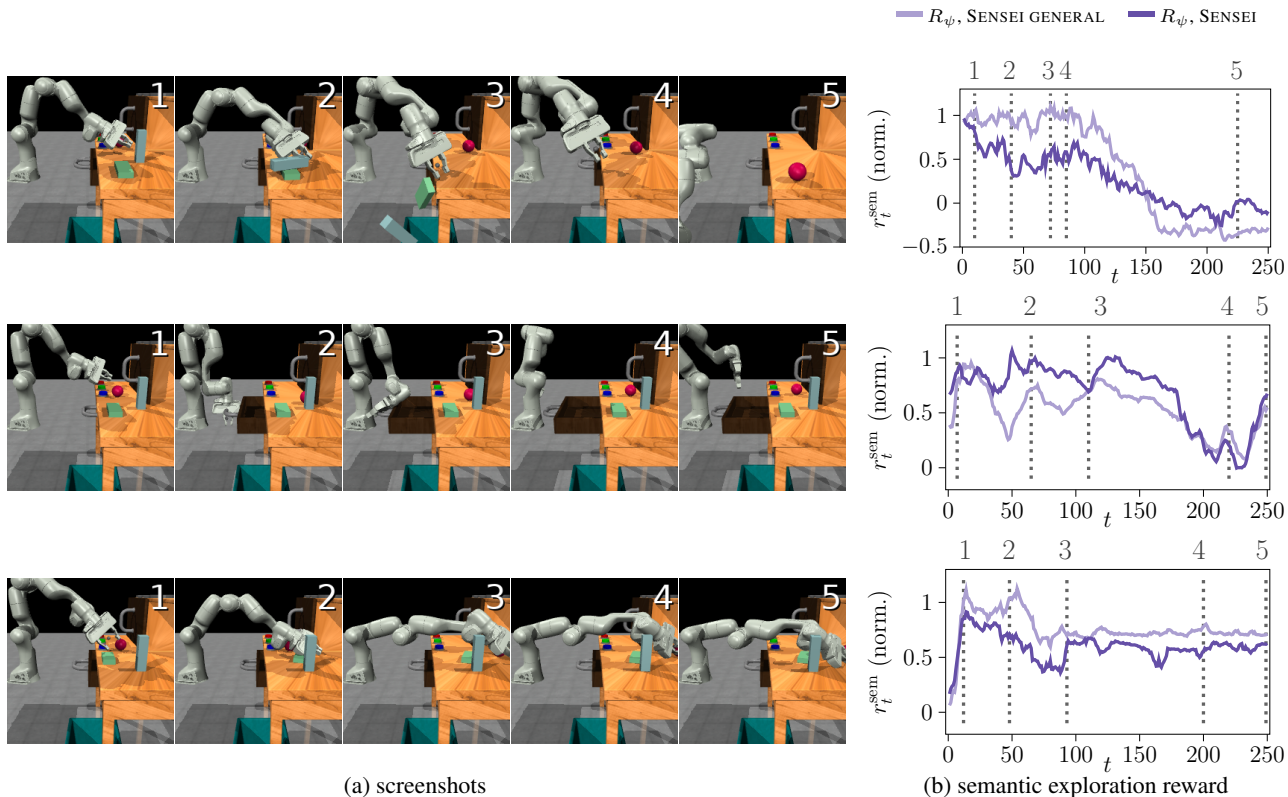 R_ψ, SENSEI GENERAL R_ψ, SENSEI
1 2 3 4 5
1 2 3 4 5
r_t^sem (norm.)
1
0.5
0
−0.5
0 50 100 150 200 250
t
1 2 3 4 5
1 2 3 4 5
r_t^sem (norm.)
1
0.5
0
0 50 100 150 200 250
t
1 2 3 4 5
1 2 3 4 5
r_t^sem (norm.)
1
0.5
0
0 50 100 150 200 250
t
(a) screenshots
(b) semantic exploration reward